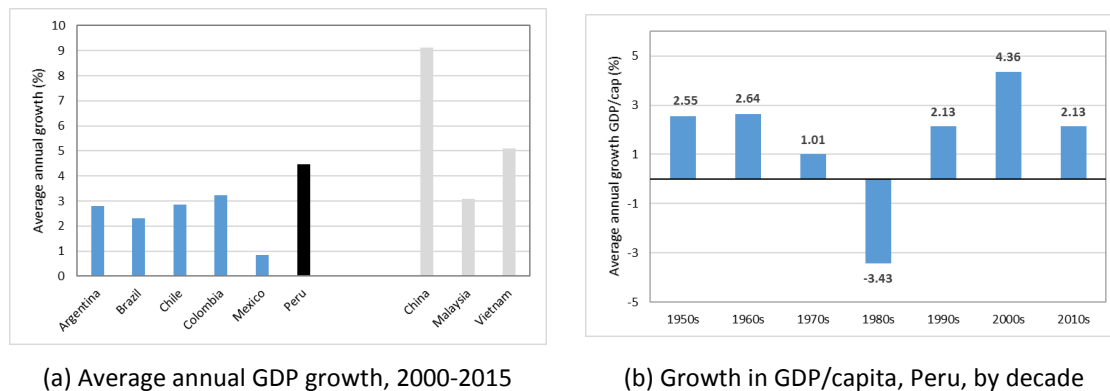 10
9
8
7
6
5
4
3
2
1
0
Average annual growth (%)
Argentina
Brazil
Chile
Colombia
Mexico
Peru
China
Malaysia
Vietnam
(a) Average annual GDP growth, 2000-2015
5
3
1
-1
-3
-5
Average annual growth GDP/cap (%)
2.55
2.64
1.01
-3.43
2.13
4.36
2.13
1950s 1960s 1970s 1980s 1990s 2000s 2010s
(b) Growth in GDP/capita, Peru, by decade